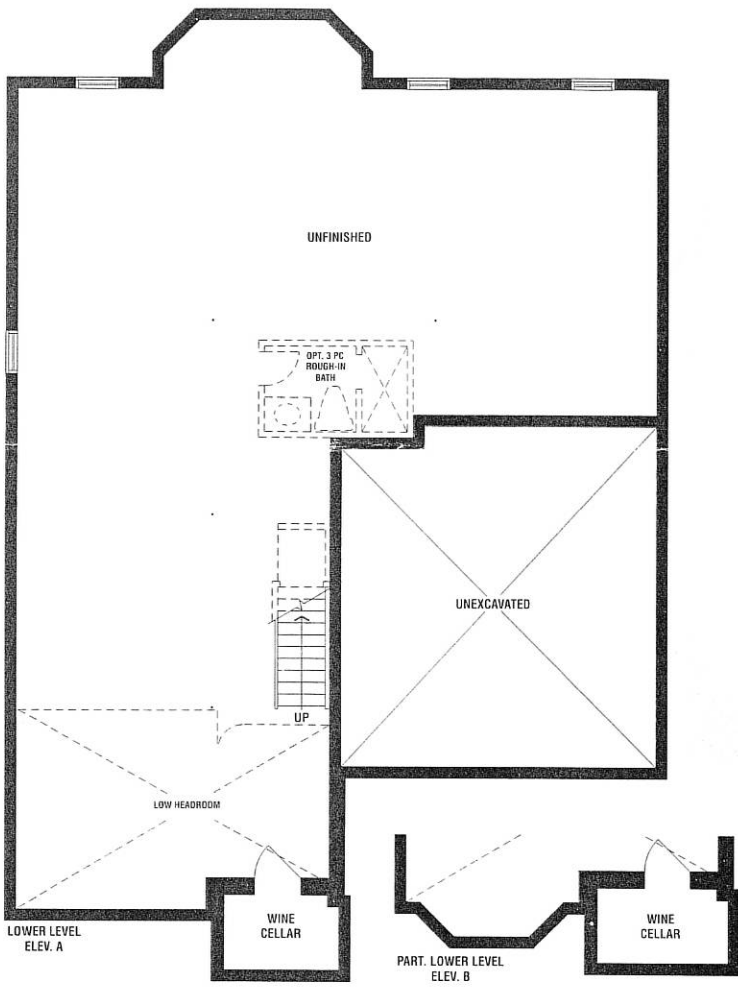 UNFINISHED
OPT. 3 PC
ROUGH-IN
BATH
UNEXCAVATED
UP
LOW HEADROOM
WINE
CELLAR
LOWER LEVEL
ELEV. A
WINE
CELLAR
PART. LOWER LEVEL
ELEV. B